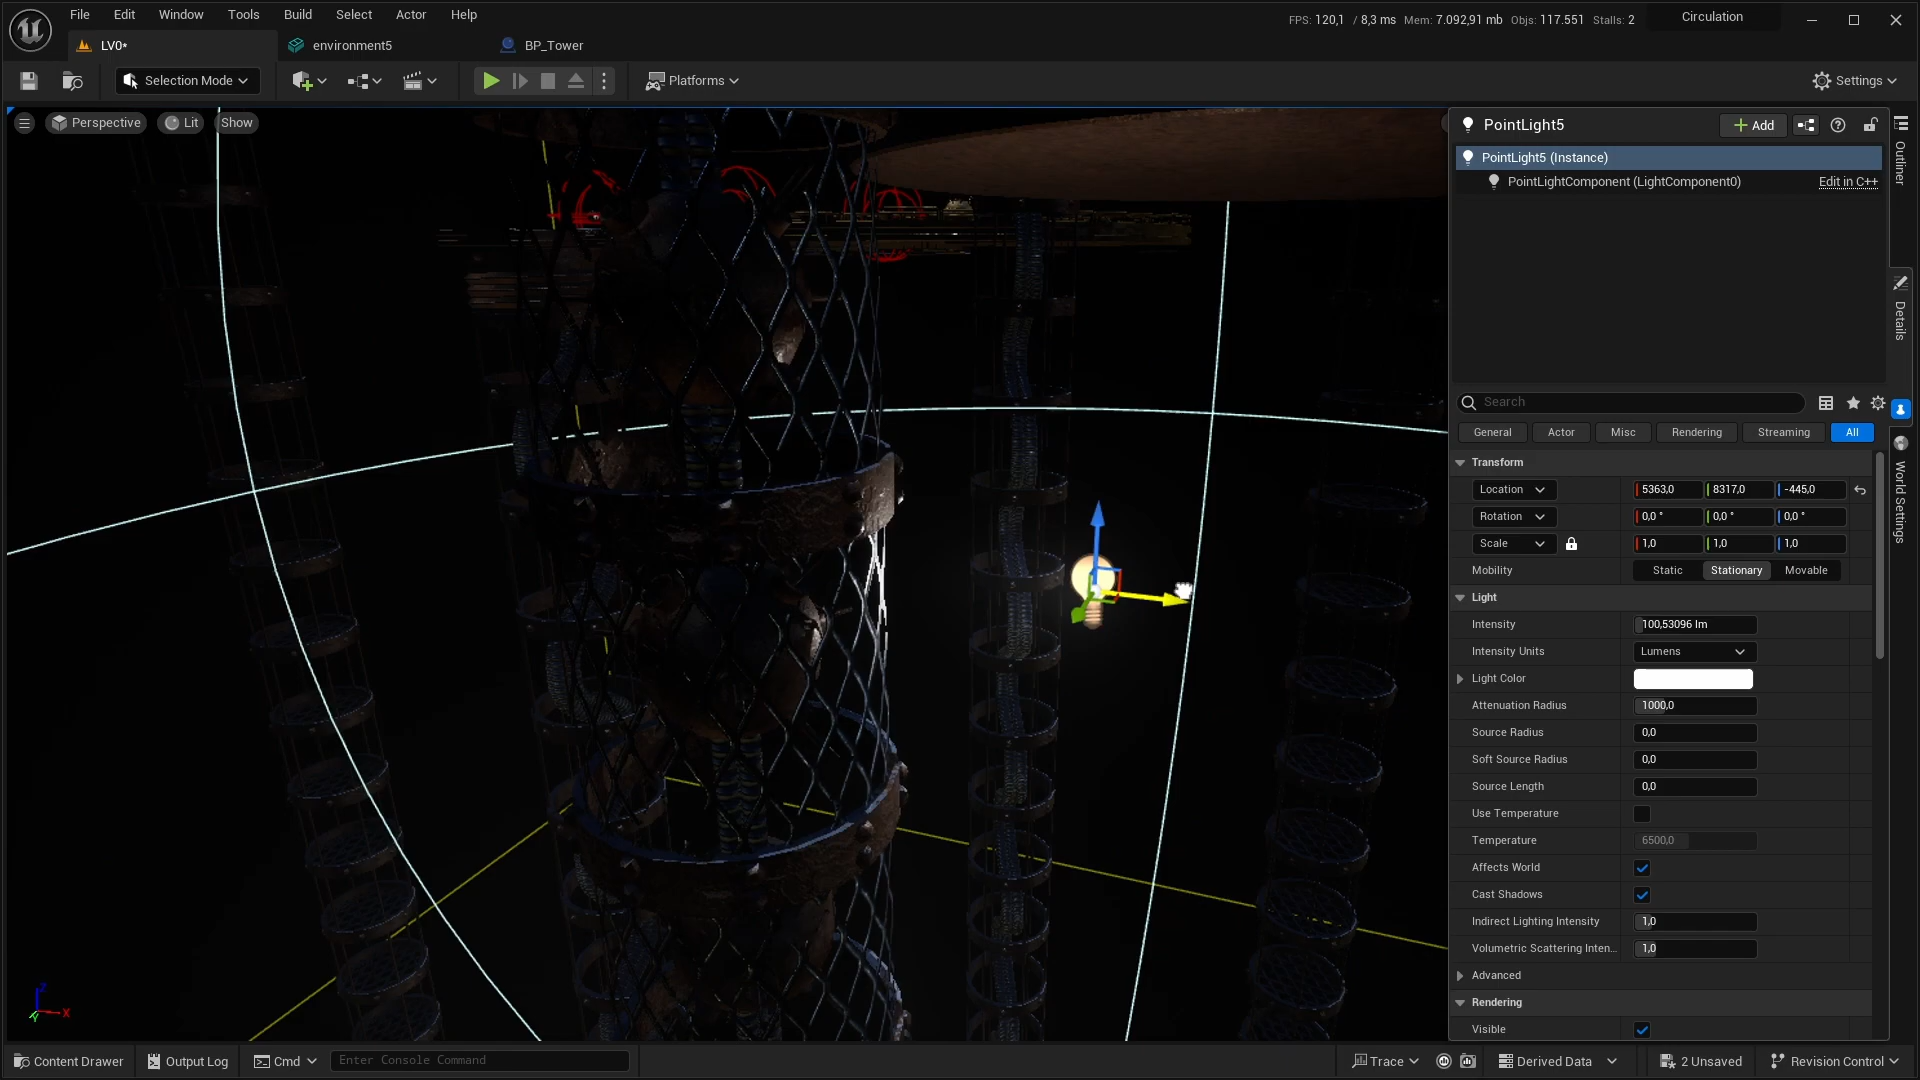 File Edit Window Tools Build Select Actor Help
FPS: 120,1 / 8,3 ms Mem: 7.092,91 mb Objs: 117.551 Stalls: 2
Circulation
LV0*
environment5
BP_Tower
Selection Mode
Platforms
Settings
Perspective
Lit
Show
PointLight5
Add
PointLight5 (Instance)
PointLightComponent (LightComponent0)
Edit in C++
Outliner
Details
World Settings
Search
General
Actor
Misc
Rendering
Streaming
All
Transform
Location 5363,0 8317,0 -445,0
Rotation 0,0 ° 0,0 ° 0,0 °
Scale 1,0 1,0 1,0
Mobility Static Stationary Movable
Light
Intensity 100,53096 lm
Intensity Units Lumens
Light Color
Attenuation Radius 1000,0
Source Radius 0,0
Soft Source Radius 0,0
Source Length 0,0
Use Temperature
Temperature 6500,0
Affects World
Cast Shadows
Indirect Lighting Intensity 1,0
Volumetric Scattering Inten... 1,0
Advanced
Rendering
Visible
Z
X
Y
Content Drawer
Output Log
Cmd
Enter Console Command
Trace
Derived Data
2 Unsaved
Revision Control